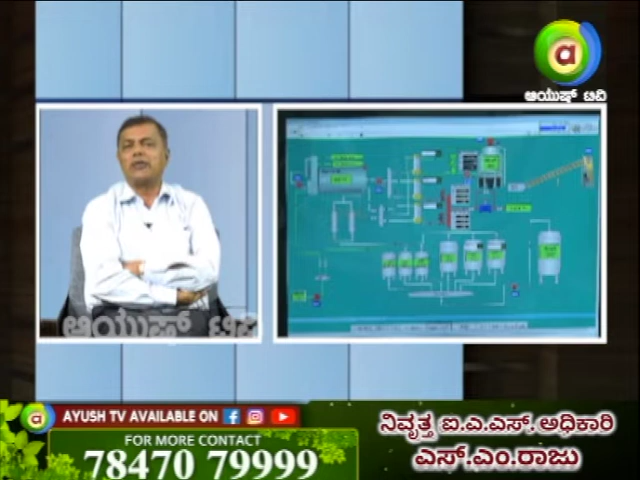 ಆಯುಷ್ ಟಿವಿ
ಆಯುಷ್ ಟಿವಿ
AYUSH TV AVAILABLE ON
FOR MORE CONTACT
78470 79999
ನಿವೃತ್ತ ಐ.ಎ.ಎಸ್. ಅಧಿಕಾರಿ
ಎಸ್.ಎಂ.ರಾಜು